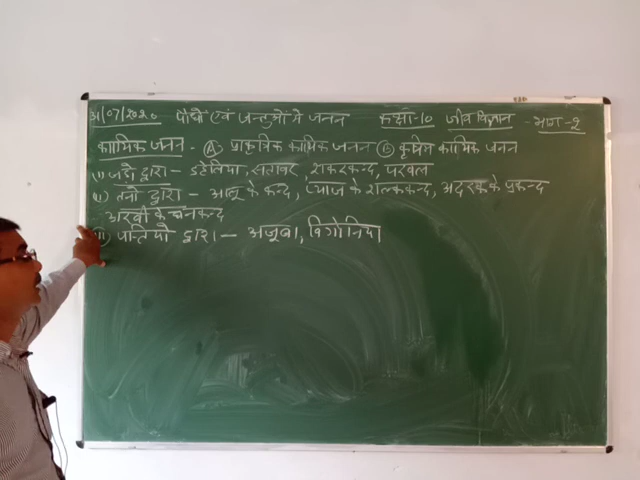 31/07/2020 पौधों एवं जन्तुओं में जनन कक्षा-10 जीव विज्ञान -भाग-2
कायिक जनन - (A) प्राकृतिक कायिक जनन (B) कृत्रिम कायिक जनन
(i) जड़ों द्वारा - डहेलिया, सतावर, शकरकन्द, परवल
(ii) तनों द्वारा - आलू के कन्द, प्याज के शल्ककन्द, अदरक के प्रकन्द
अरबी के घनकन्द
(iii) पत्तियों द्वारा - अजूबा, बिगोनिया